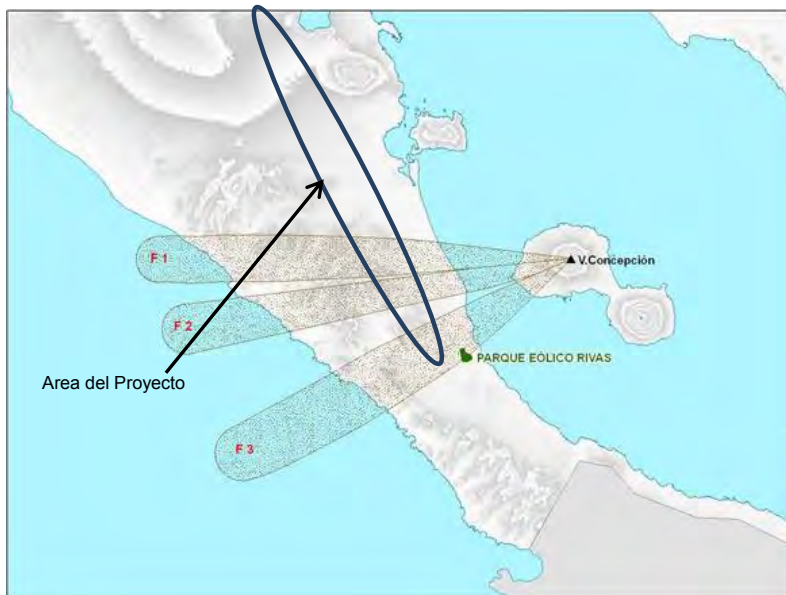 F 1
V.Concepción
F 2
PARQUE EÓLICO RIVAS
Area del Proyecto
F 3